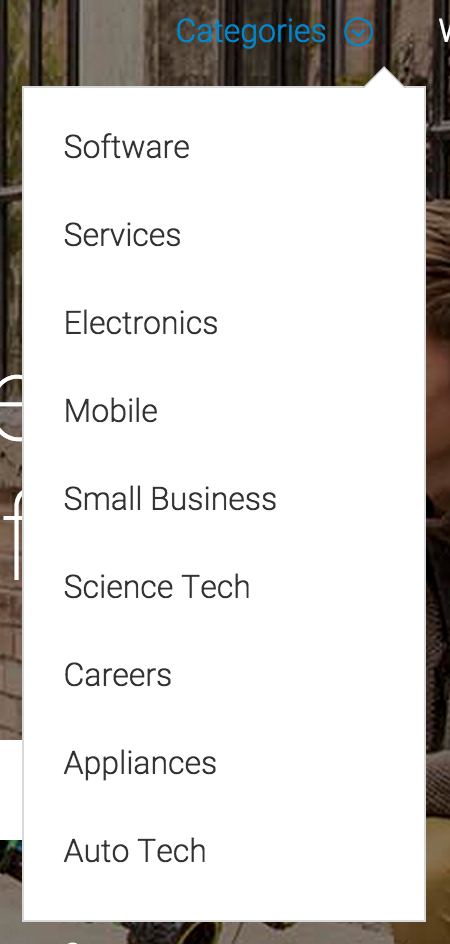 Categories
Software
Services
Electronics
Mobile
Small Business
Science Tech
Careers
Appliances
Auto Tech